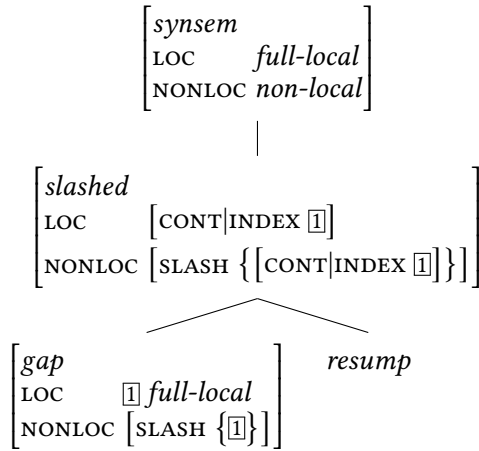 synsem
LOC full-local
NONLOC non-local
slashed
LOC [CONT|INDEX 1]
NONLOC [SLASH {[CONT|INDEX 1]}]
gap
LOC 1 full-local
NONLOC [SLASH {1}]
resump